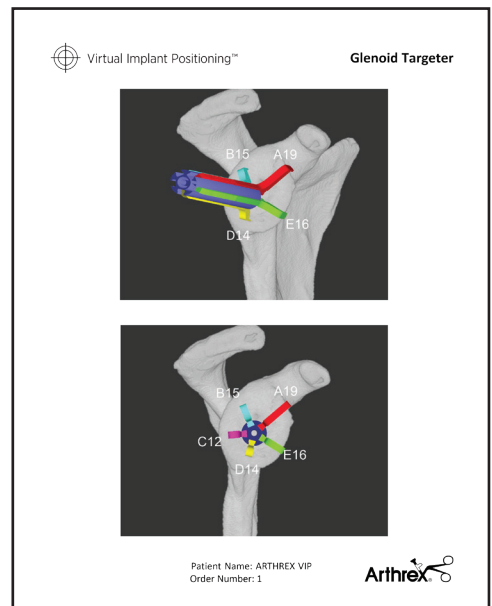 Virtual Implant Positioning™ Glenoid Targeter
B15 A19
E16
D14
B15 A19
C12
E16
D14
Patient Name: ARTHREX VIP
Order Number: 1
Arthrex®